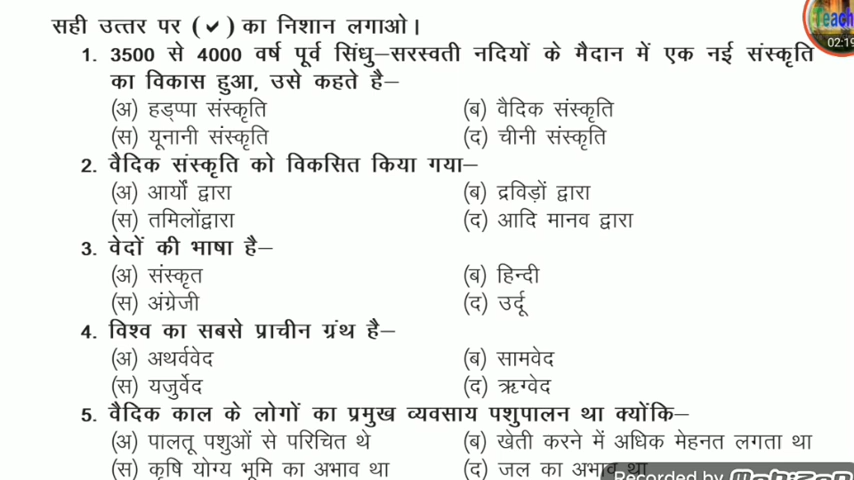 सही उत्तर पर (✓) का निशान लगाओ।
Teach
02:19
1. 3500 से 4000 वर्ष पूर्व सिंधु–सरस्वती नदियों के मैदान में एक नई संस्कृति
का विकास हुआ, उसे कहते है–
(अ) हड़प्पा संस्कृति (ब) वैदिक संस्कृति
(स) यूनानी संस्कृति (द) चीनी संस्कृति
2. वैदिक संस्कृति को विकसित किया गया–
(अ) आर्यों द्वारा (ब) द्रविड़ों द्वारा
(स) तमिलोंद्वारा (द) आदि मानव द्वारा
3. वेदों की भाषा है–
(अ) संस्कृत (ब) हिन्दी
(स) अंग्रेजी (द) उर्दू
4. विश्व का सबसे प्राचीन ग्रंथ है–
(अ) अथर्ववेद (ब) सामवेद
(स) यजुर्वेद (द) ऋग्वेद
5. वैदिक काल के लोगों का प्रमुख व्यवसाय पशुपालन था क्योंकि–
(अ) पालतू पशुओं से परिचित थे (ब) खेती करने में अधिक मेहनत लगता था
(स) कृषि योग्य भूमि का अभाव था (द) जल का अभाव था
Recorded by